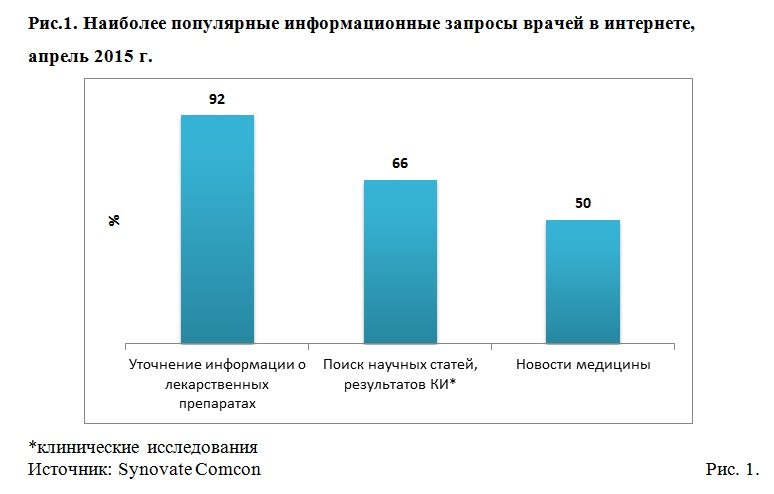 Рис.1. Наиболее популярные информационные запросы врачей в интернете,
апрель 2015 г.
92
66
50
%
Уточнение информации о
лекарственных
препаратах
Поиск научных статей,
результатов КИ*
Новости медицины
*клинические исследования
Источник: Synovate Comcon
Рис. 1.